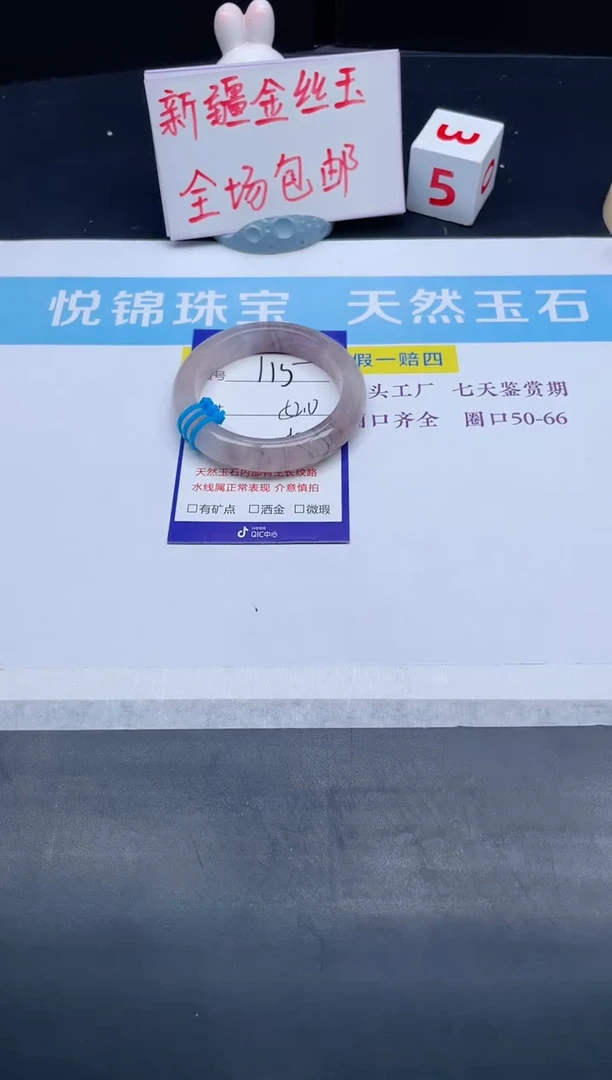 新疆金丝玉
全场包邮
3
5
0
悦锦珠宝 天然玉石
假一赔四
号 115
头工厂 七天鉴赏期
口齐全 圈口50-66
天然玉石内部有生长纹路
水线属正常表现 介意慎拍
□有矿点 □洒金 □微瑕
QIC中心